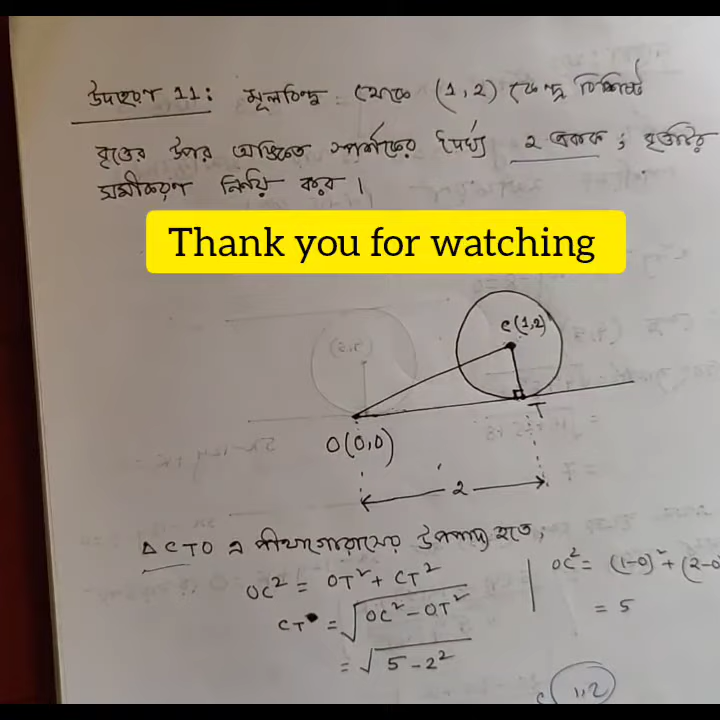 উদাহরণ 11: মূলবিন্দু থেকে (1,2) কেন্দ্র বিশিষ্ট
বৃত্তের উপর অঙ্কিত স্পর্শকের দৈর্ঘ্য ২ একক ; বৃত্তটির
সমীকরণ নির্ণয় কর ।
Thank you for watching
C(1,2)
T
O(0,0)
2
Δ CTO এ পীথাগোরাসের উপপাদ্য হতে,
OC² = OT² + CT²
OC² = (1-0)² + (2-0
CT = √OC² - OT²
= 5
= √5 - 2²
C(1,2)